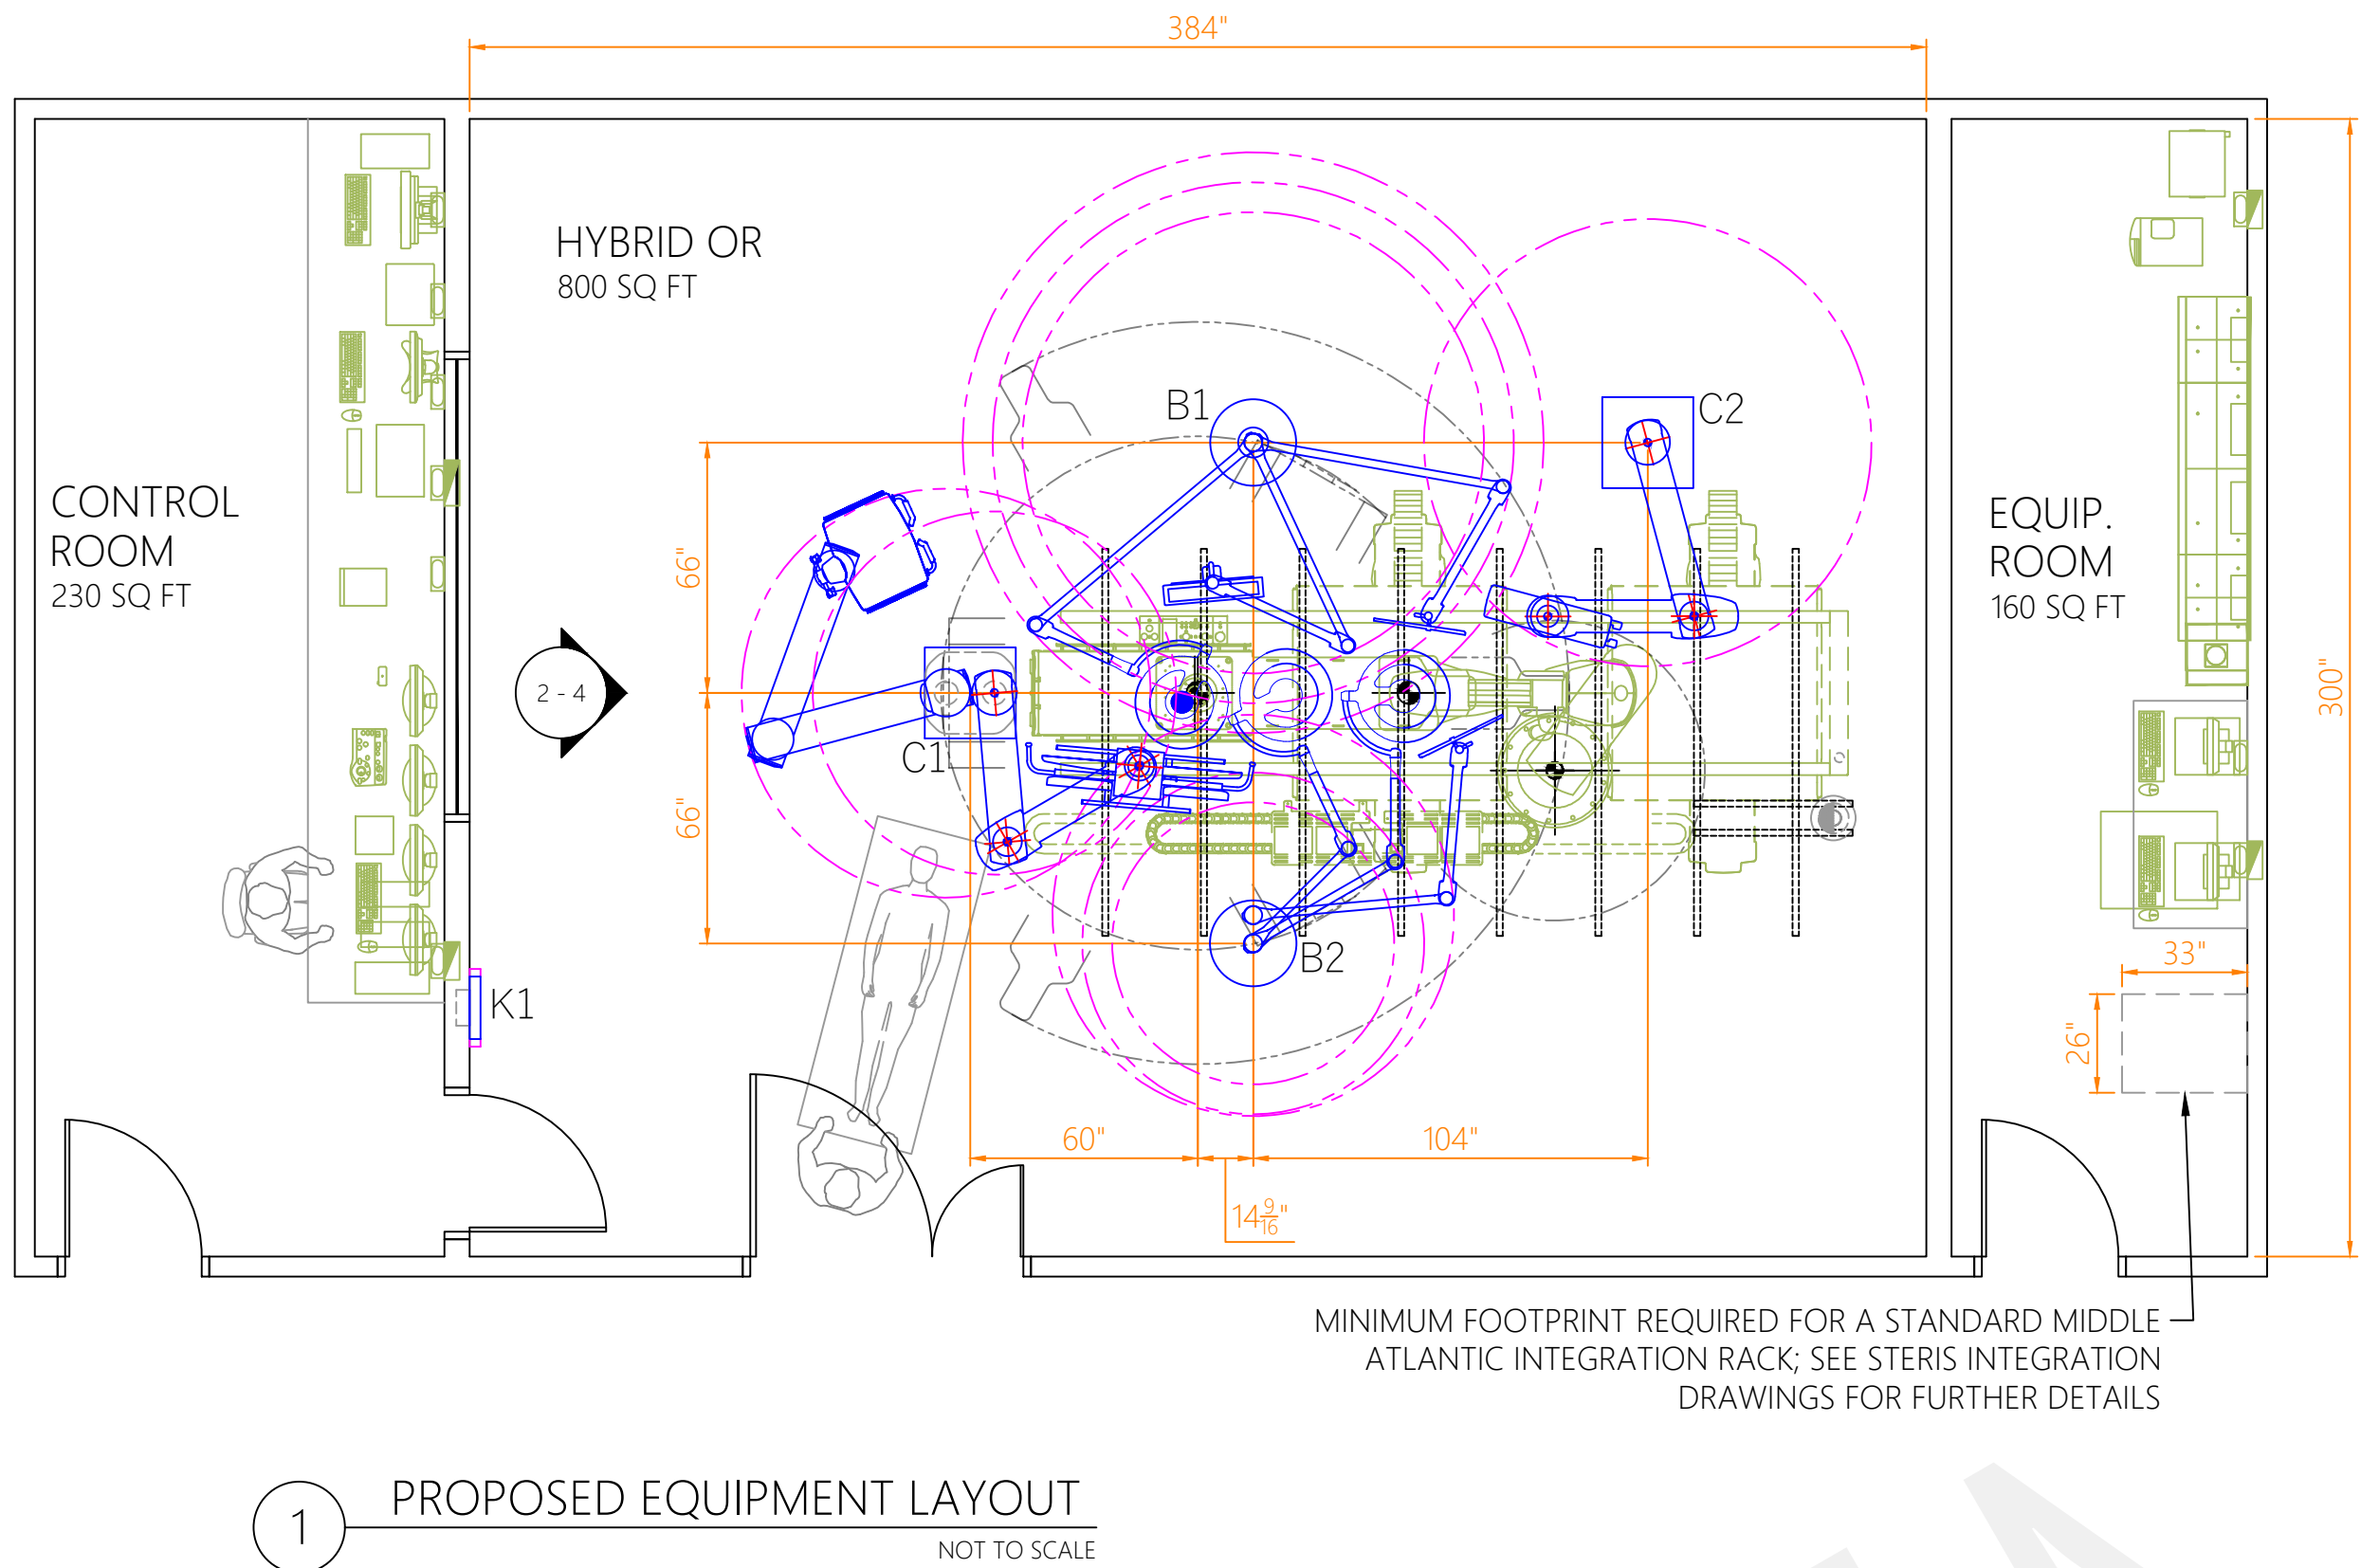 384"
HYBRID OR
800 SQ FT
B1
C2
CONTROL
ROOM
230 SQ FT
66"
EQUIP.
ROOM
160 SQ FT
300"
2 - 4
C1
66"
B2
33"
K1
26"
60"
104"
14 9/16"
MINIMUM FOOTPRINT REQUIRED FOR A STANDARD MIDDLE
ATLANTIC INTEGRATION RACK; SEE STERIS INTEGRATION
DRAWINGS FOR FURTHER DETAILS
1
PROPOSED EQUIPMENT LAYOUT
NOT TO SCALE